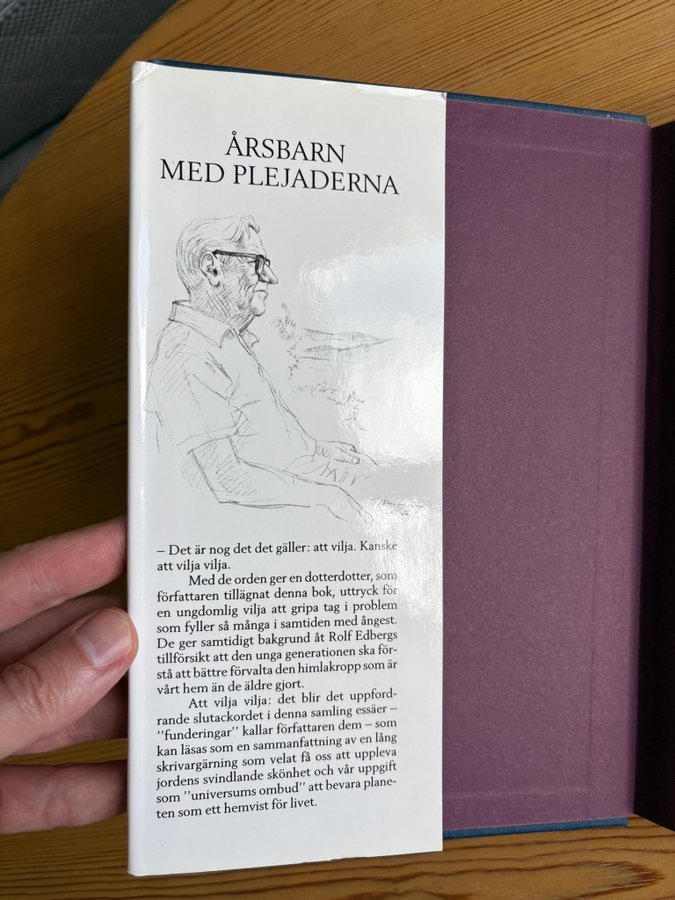 ÅRSBARN
MED PLEJADERNA
– Det är nog det det gäller: att vilja. Kanske
att vilja vilja.
Med de orden ger en dotterdotter, som
författaren tillägnat denna bok, uttryck för
en ungdomlig vilja att gripa tag i problem
som fyller så många i samtiden med ångest.
De ger samtidigt bakgrund åt Rolf Edbergs
tillförsikt att den unga generationen ska för-
stå att bättre förvalta den himlakropp som är
vårt hem än de äldre gjort.
Att vilja vilja: det blir det uppford-
rande slutackordet i denna samling essäer –
"funderingar" kallar författaren dem – som
kan läsas som en sammanfattning av en lång
skrivargärning som velat få oss att uppleva
jordens svindlande skönhet och vår uppgift
som "universums ombud" att bevara plane-
ten som ett hemvist för livet.